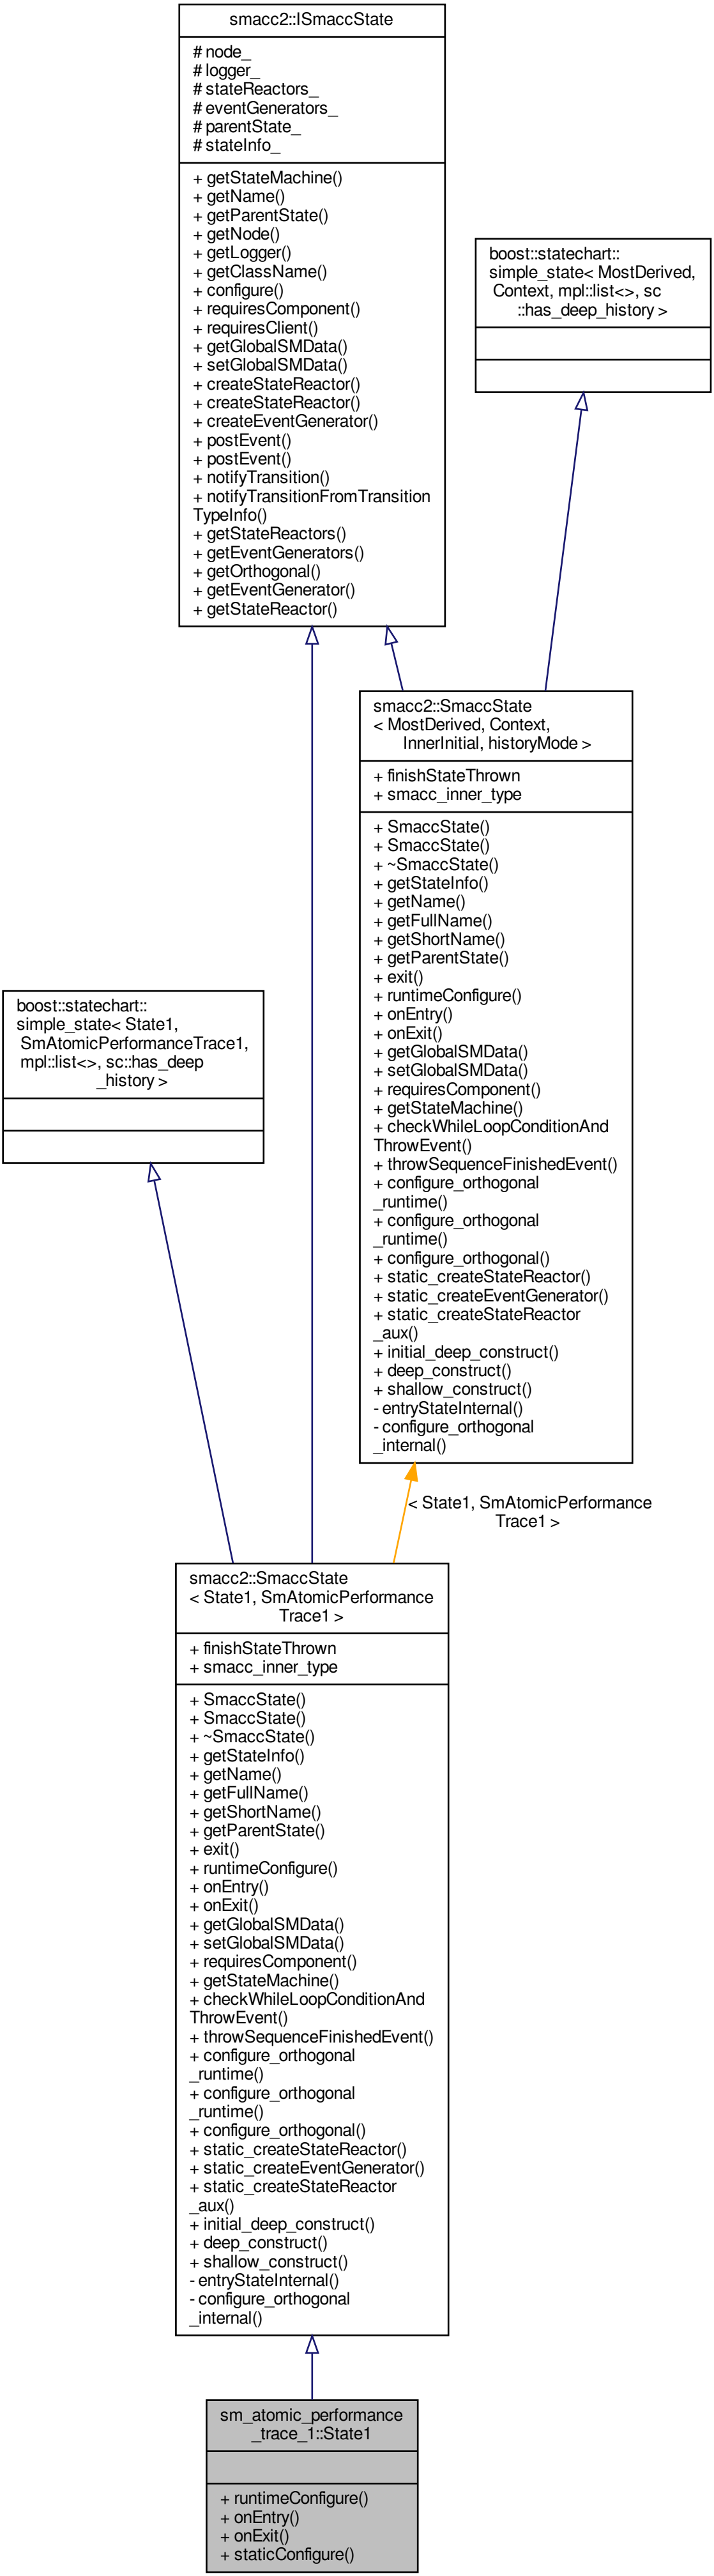 smacc2::ISmaccState
# node_
# logger_
# stateReactors_
# eventGenerators_
# parentState_
# stateInfo_
+ getStateMachine()
+ getName()
+ getParentState()
+ getNode()
+ getLogger()
+ getClassName()
+ configure()
+ requiresComponent()
+ requiresClient()
+ getGlobalSMData()
+ setGlobalSMData()
+ createStateReactor()
+ createStateReactor()
+ createEventGenerator()
+ postEvent()
+ postEvent()
+ notifyTransition()
+ notifyTransitionFromTransition
TypeInfo()
+ getStateReactors()
+ getEventGenerators()
+ getOrthogonal()
+ getEventGenerator()
+ getStateReactor()
boost::statechart::
simple_state< MostDerived,
Context, mpl::list<>, sc
::has_deep_history >
smacc2::SmaccState
< MostDerived, Context,
InnerInitial, historyMode >
+ finishStateThrown
+ smacc_inner_type
+ SmaccState()
+ SmaccState()
+ ~SmaccState()
+ getStateInfo()
+ getName()
+ getFullName()
+ getShortName()
+ getParentState()
+ exit()
+ runtimeConfigure()
+ onEntry()
+ onExit()
+ getGlobalSMData()
+ setGlobalSMData()
+ requiresComponent()
+ getStateMachine()
+ checkWhileLoopConditionAnd
ThrowEvent()
+ throwSequenceFinishedEvent()
+ configure_orthogonal
_runtime()
+ configure_orthogonal
_runtime()
+ configure_orthogonal()
+ static_createStateReactor()
+ static_createEventGenerator()
+ static_createStateReactor
_aux()
+ initial_deep_construct()
+ deep_construct()
+ shallow_construct()
- entryStateInternal()
- configure_orthogonal
_internal()
boost::statechart::
simple_state< State1,
SmAtomicPerformanceTrace1,
mpl::list<>, sc::has_deep
_history >
< State1, SmAtomicPerformance
Trace1 >
smacc2::SmaccState
< State1, SmAtomicPerformance
Trace1 >
+ finishStateThrown
+ smacc_inner_type
+ SmaccState()
+ SmaccState()
+ ~SmaccState()
+ getStateInfo()
+ getName()
+ getFullName()
+ getShortName()
+ getParentState()
+ exit()
+ runtimeConfigure()
+ onEntry()
+ onExit()
+ getGlobalSMData()
+ setGlobalSMData()
+ requiresComponent()
+ getStateMachine()
+ checkWhileLoopConditionAnd
ThrowEvent()
+ throwSequenceFinishedEvent()
+ configure_orthogonal
_runtime()
+ configure_orthogonal
_runtime()
+ configure_orthogonal()
+ static_createStateReactor()
+ static_createEventGenerator()
+ static_createStateReactor
_aux()
+ initial_deep_construct()
+ deep_construct()
+ shallow_construct()
- entryStateInternal()
- configure_orthogonal
_internal()
sm_atomic_performance
_trace_1::State1
+ runtimeConfigure()
+ onEntry()
+ onExit()
+ staticConfigure()